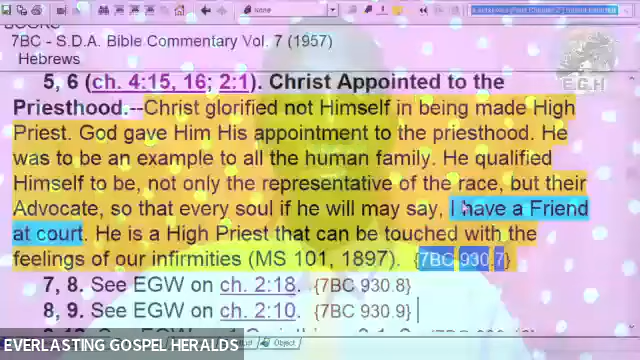 none
7BC - S.D.A. Bible Commentary Vol. 7 (1957)
Hebrews
E.G.H
5, 6 (ch. 4:15, 16; 2:1). Christ Appointed to the
Priesthood.--Christ glorified not Himself in being made High
Priest. God gave Him His appointment to the priesthood. He
was to be an example to all the human family. He qualified
Himself to be, not only the representative of the race, but their
Advocate, so that every soul if he will may say, I have a Friend
at court. He is a High Priest that can be touched with the
feelings of our infirmities (MS 101, 1897). {7BC 930.7}
7, 8. See EGW on ch. 2:18. {7BC 930.8}
8, 9. See EGW on ch. 2:10. {7BC 930.9}
EVERLASTING GOSPEL HERALDS
Object